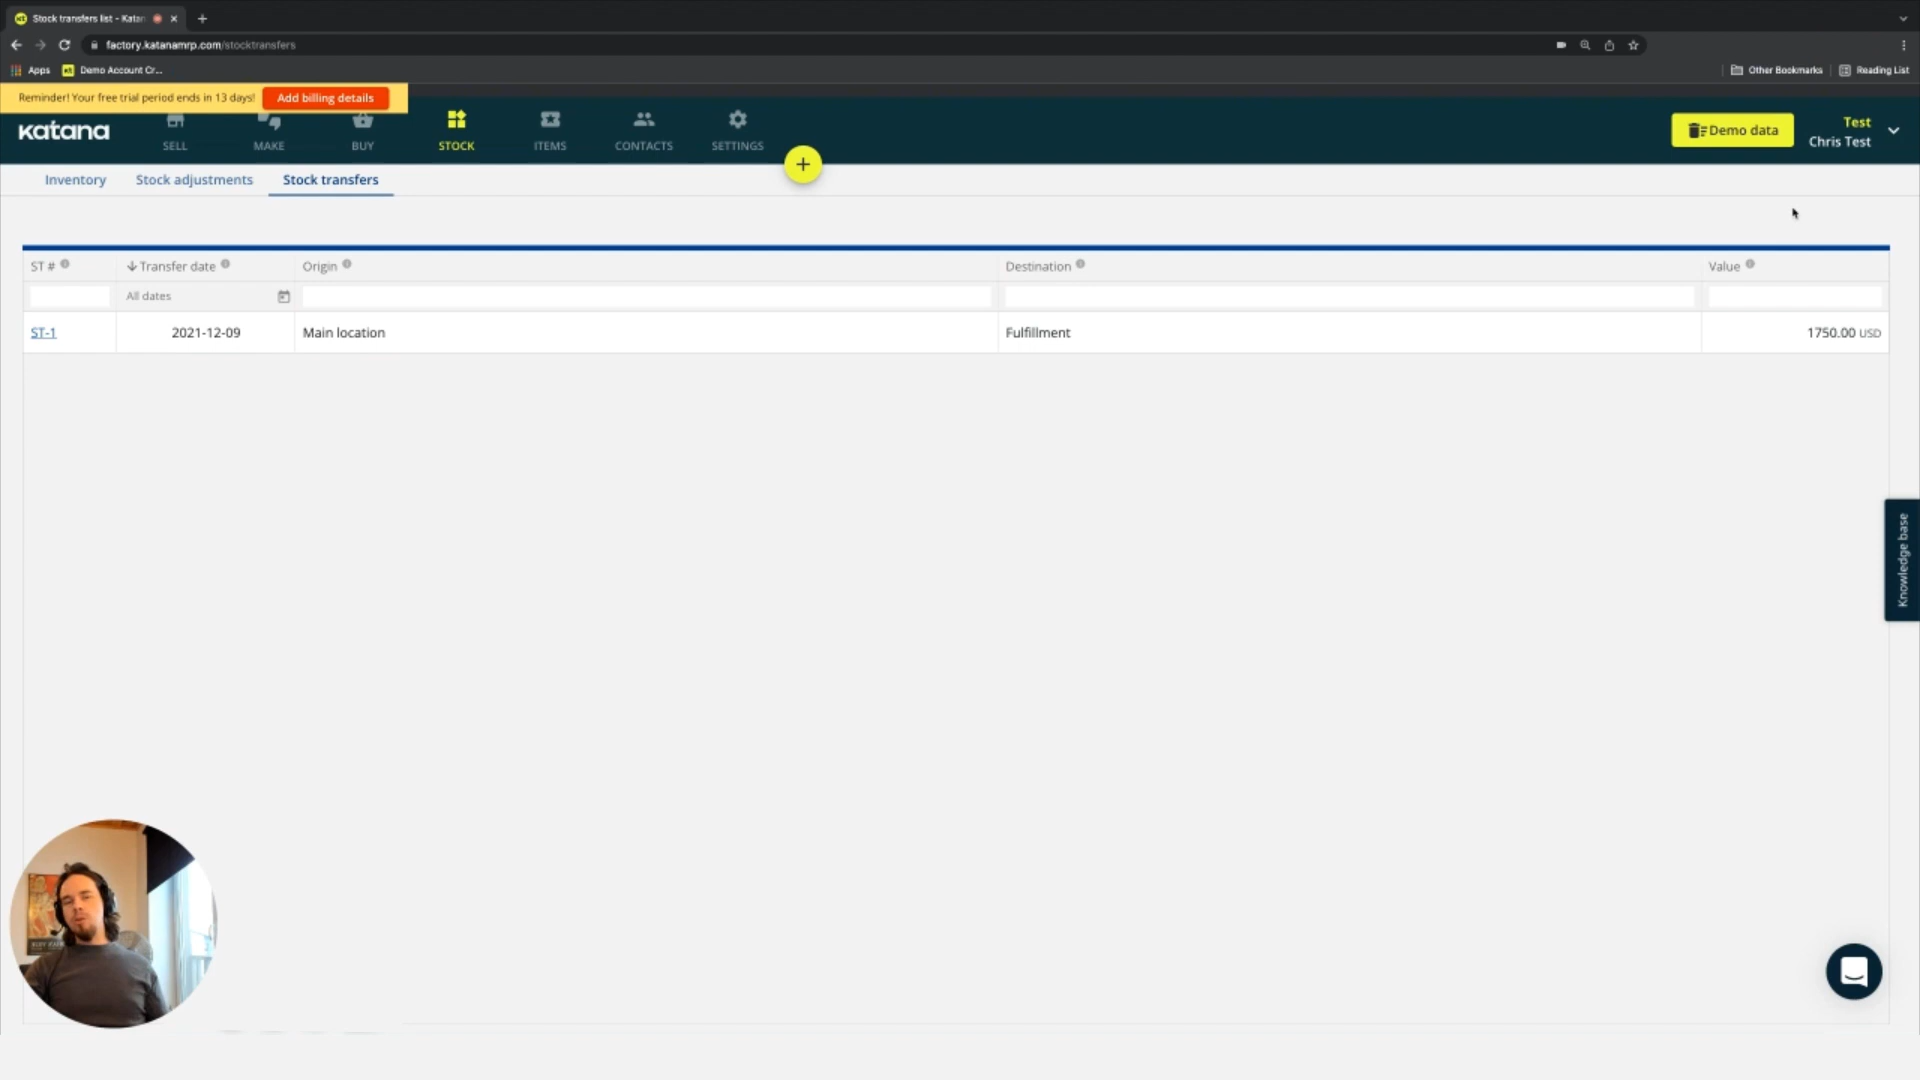 Stock transfers list - Katan
factory.katanamrp.com/stocktransfers
Apps
Demo Account Cr...
Other Bookmarks
Reading List
Reminder! Your free trial period ends in 13 days!
Add billing details
katana
SELL
MAKE
BUY
STOCK
ITEMS
CONTACTS
SETTINGS
+
Demo data
Test
Chris Test
Inventory
Stock adjustments
Stock transfers
ST #
Transfer date
Origin
Destination
Value
All dates
ST-1
2021-12-09
Main location
Fulfillment
1750.00 USD
Knowledge base